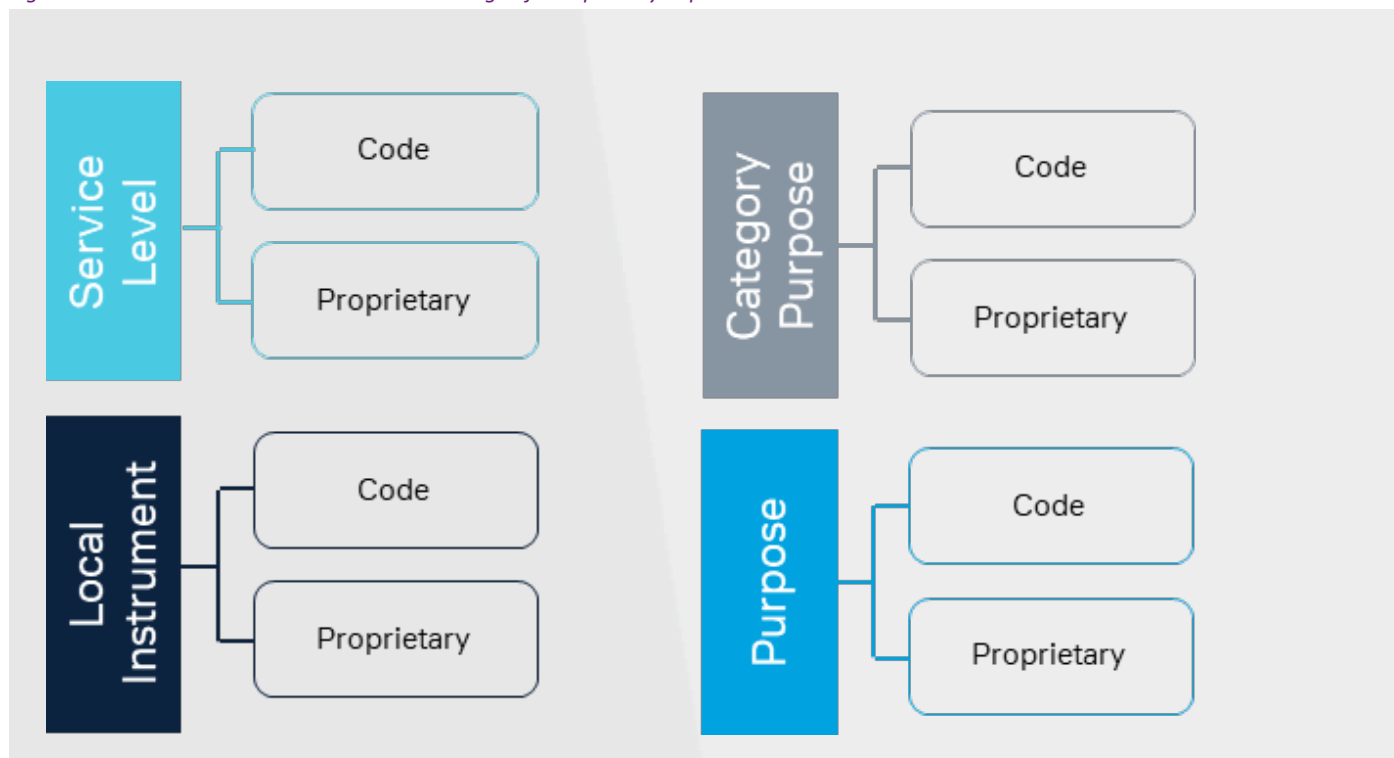 Service
Level
Code
Proprietary
Local
Instrument
Code
Proprietary
Category
Purpose
Code
Proprietary
Purpose
Code
Proprietary